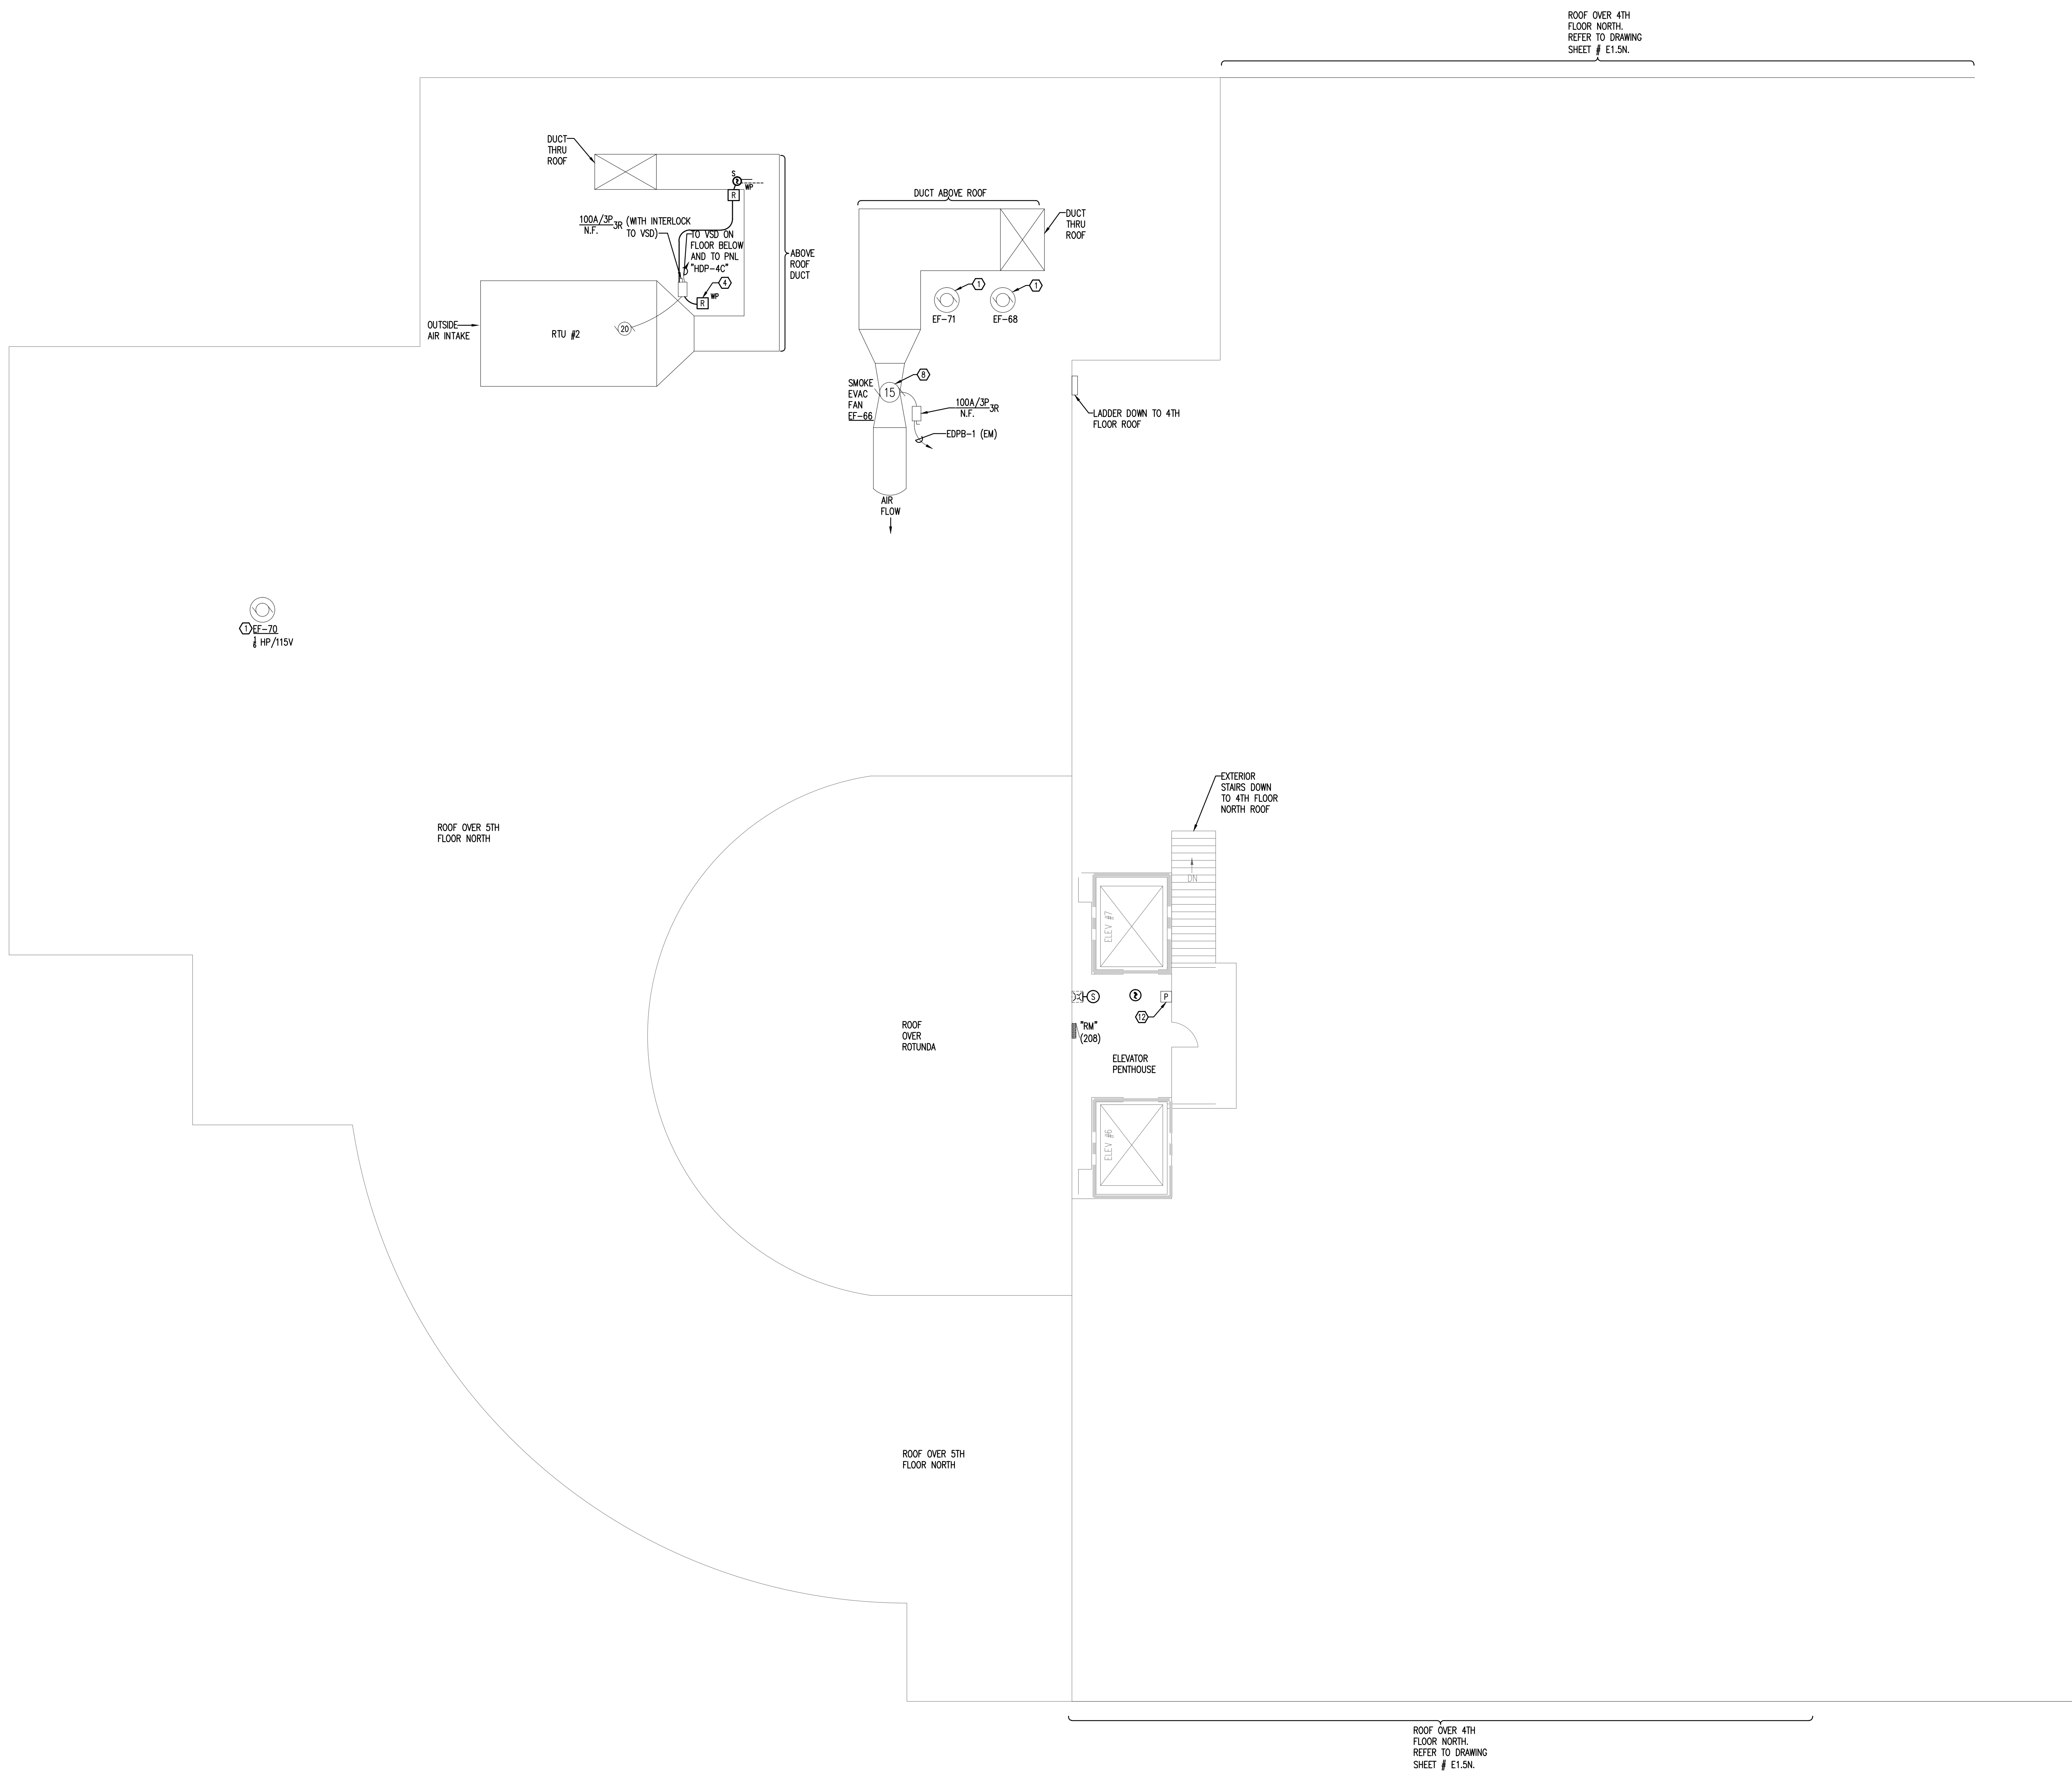 ROOF OVER 4TH
FLOOR NORTH.
REFER TO DRAWING
SHEET # E1.5N.
DUCT
THRU
ROOF
S
WP
R
100A/3P
N.F.
3R
(WITH INTERLOCK
TO VSD)
TO VSD ON
FLOOR BELOW
AND TO PNL
"HDP-4C"
4
R
WP
ABOVE
ROOF
DUCT
OUTSIDE
AIR INTAKE
RTU #2
20
DUCT ABOVE ROOF
DUCT
THRU
ROOF
1
EF-71
1
EF-68
SMOKE
EVAC
FAN
EF-66
15
8
100A/3P
N.F.
3R
EDPB-1 (EM)
AIR
FLOW
LADDER DOWN TO 4TH
FLOOR ROOF
1
EF-70
1/6 HP/115V
EXTERIOR
STAIRS DOWN
TO 4TH FLOOR
NORTH ROOF
ROOF OVER 5TH
FLOOR NORTH
DN
ELEV #7
S
P
12
"RM"
(208)
ROOF
OVER
ROTUNDA
ELEVATOR
PENTHOUSE
ELEV #6
ROOF OVER 5TH
FLOOR NORTH
ROOF OVER 4TH
FLOOR NORTH.
REFER TO DRAWING
SHEET # E1.5N.